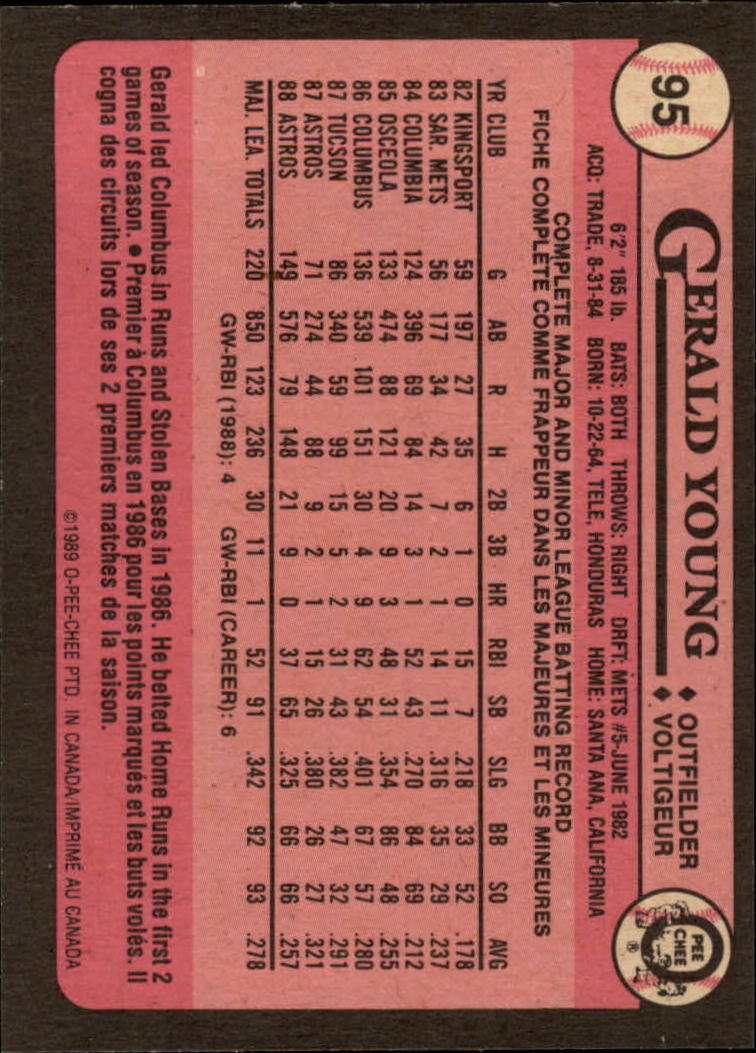 95
GERALD YOUNG
♦ OUTFIELDER
♦ VOLTIGEUR
O PEE CHEE ®
6'2" 185 lb. BATS: BOTH THROWS: RIGHT DRFT: METS #5-JUNE 1982
ACQ: TRADE, 8-31-84 BORN: 10-22-64, TELE, HONDURAS HOME: SANTA ANA, CALIFORNIA
COMPLETE MAJOR AND MINOR LEAGUE BATTING RECORD
FICHE COMPLETE COMME FRAPPEUR DANS LES MAJEURES ET LES MINEURES
YR CLUB G AB R H 2B 3B HR RBI SB SLG BB SO AVG
82 KINGSPORT 59 197 27 35 6 1 0 15 7 .218 33 52 .178
83 SAR. METS 56 177 34 42 7 2 1 14 11 .316 35 29 .237
84 COLUMBIA 124 396 69 84 14 3 1 52 43 .270 84 69 .212
85 OSCEOLA 133 474 88 121 20 9 3 48 31 .354 86 48 .255
86 COLUMBUS 136 539 101 151 30 4 9 62 54 .401 67 57 .280
87 TUCSON 86 340 59 99 15 5 2 31 43 .382 47 32 .291
87 ASTROS 71 274 44 88 9 2 1 15 26 .380 26 27 .321
88 ASTROS 149 576 79 148 21 9 0 37 65 .325 66 66 .257
MAJ. LEA. TOTALS 220 850 123 236 30 11 1 52 91 .342 92 93 .278
GW-RBI (1988): 4 GW-RBI (CAREER): 6
Gerald led Columbus in Runs and Stolen Bases in 1986. He belted Home Runs in the first 2
games of season. ● Premier à Columbus en 1986 pour les points marqués et les buts volés. Il
cogna des circuits lors de ses 2 premiers matches de la saison.
©1989 O-PEE-CHEE PTD. IN CANADA/IMPRIMÉ AU CANADA